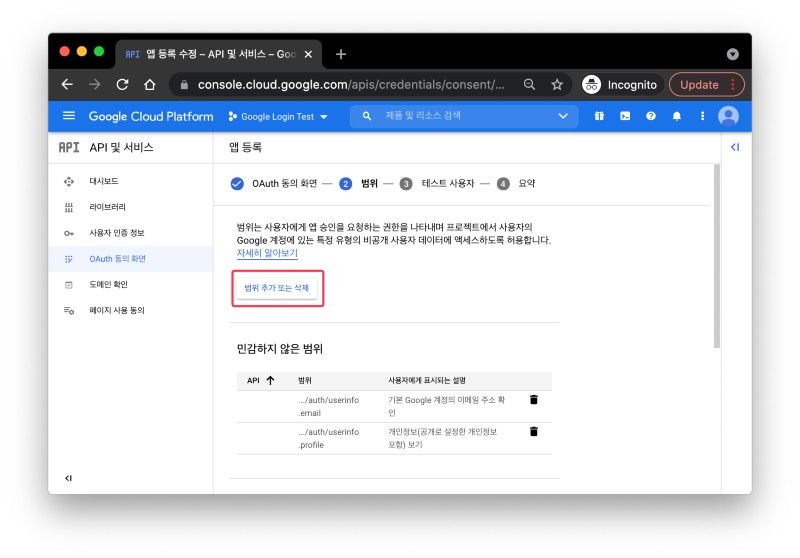 API 앱 등록 수정 – API 및 서비스 – Goo
console.cloud.google.com/apis/credentials/consent/...
Incognito
Update
Google Cloud Platform
Google Login Test
제품 및 리소스 검색
API API 및 서비스
앱 등록
대시보드
라이브러리
사용자 인증 정보
OAuth 동의 화면
도메인 확인
페이지 사용 동의
OAuth 동의 화면 — 2 범위 — 3 테스트 사용자 — 4 요약
범위는 사용자에게 앱 승인을 요청하는 권한을 나타내며 프로젝트에서 사용자의
Google 계정에 있는 특정 유형의 비공개 사용자 데이터에 액세스하도록 허용합니다.
자세히 알아보기
범위 추가 또는 삭제
민감하지 않은 범위
API 범위 사용자에게 표시되는 설명
.../auth/userinfo
.email
기본 Google 계정의 이메일 주소 확
인
.../auth/userinfo
.profile
개인정보(공개로 설정한 개인정보
포함) 보기